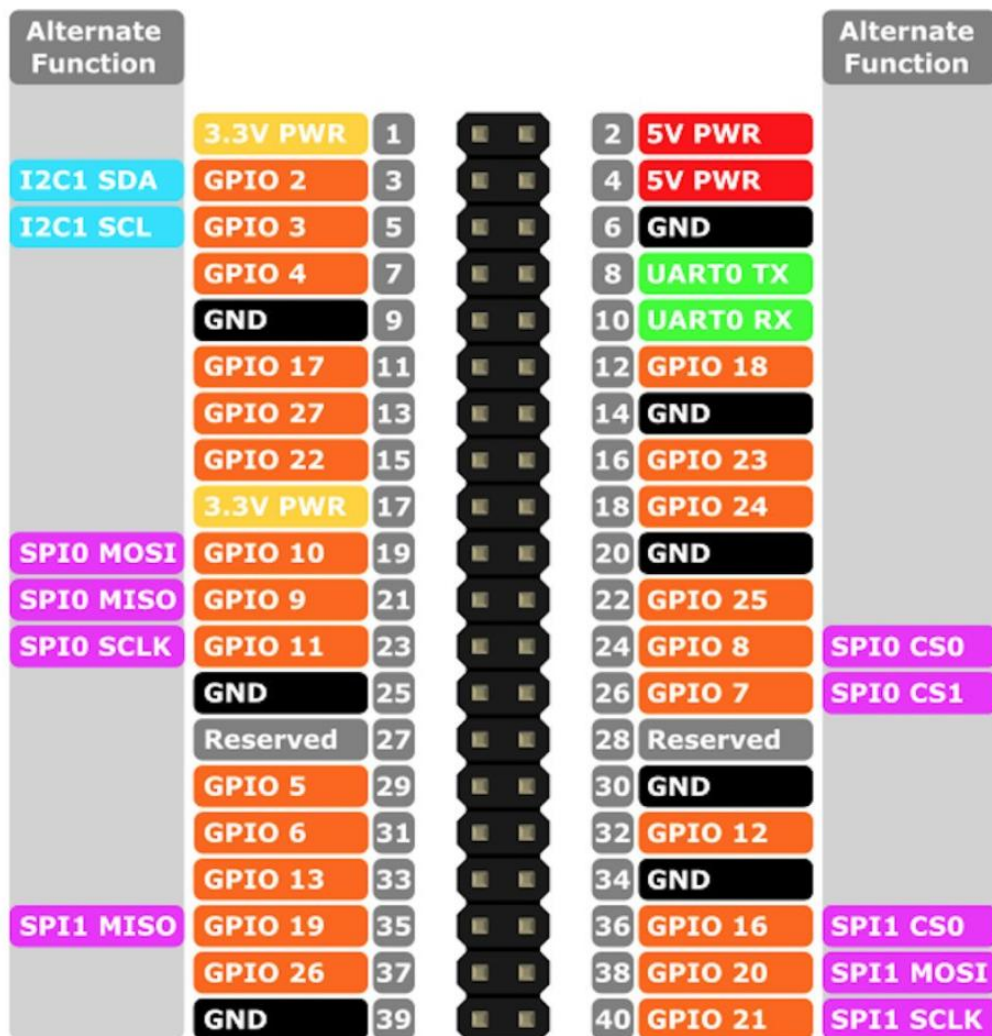 Alternate
Function
Alternate
Function
3.3V PWR 1 2 5V PWR
I2C1 SDA GPIO 2 3 4 5V PWR
I2C1 SCL GPIO 3 5 6 GND
GPIO 4 7 8 UART0 TX
GND 9 10 UART0 RX
GPIO 17 11 12 GPIO 18
GPIO 27 13 14 GND
GPIO 22 15 16 GPIO 23
3.3V PWR 17 18 GPIO 24
SPI0 MOSI GPIO 10 19 20 GND
SPI0 MISO GPIO 9 21 22 GPIO 25
SPI0 SCLK GPIO 11 23 24 GPIO 8 SPI0 CS0
GND 25 26 GPIO 7 SPI0 CS1
Reserved 27 28 Reserved
GPIO 5 29 30 GND
GPIO 6 31 32 GPIO 12
GPIO 13 33 34 GND
SPI1 MISO GPIO 19 35 36 GPIO 16 SPI1 CS0
GPIO 26 37 38 GPIO 20 SPI1 MOSI
GND 39 40 GPIO 21 SPI1 SCLK